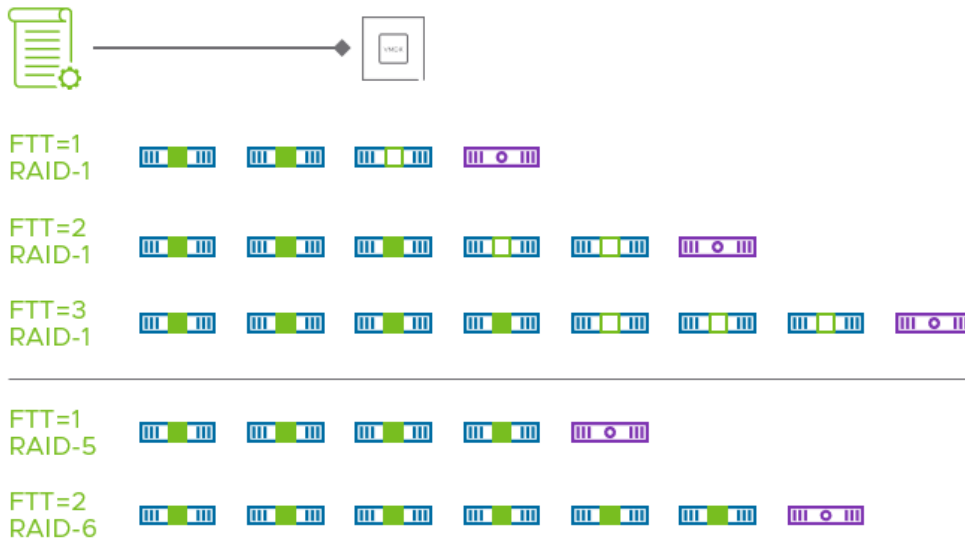 VMDK
FTT=1
RAID-1
FTT=2
RAID-1
FTT=3
RAID-1
FTT=1
RAID-5
FTT=2
RAID-6